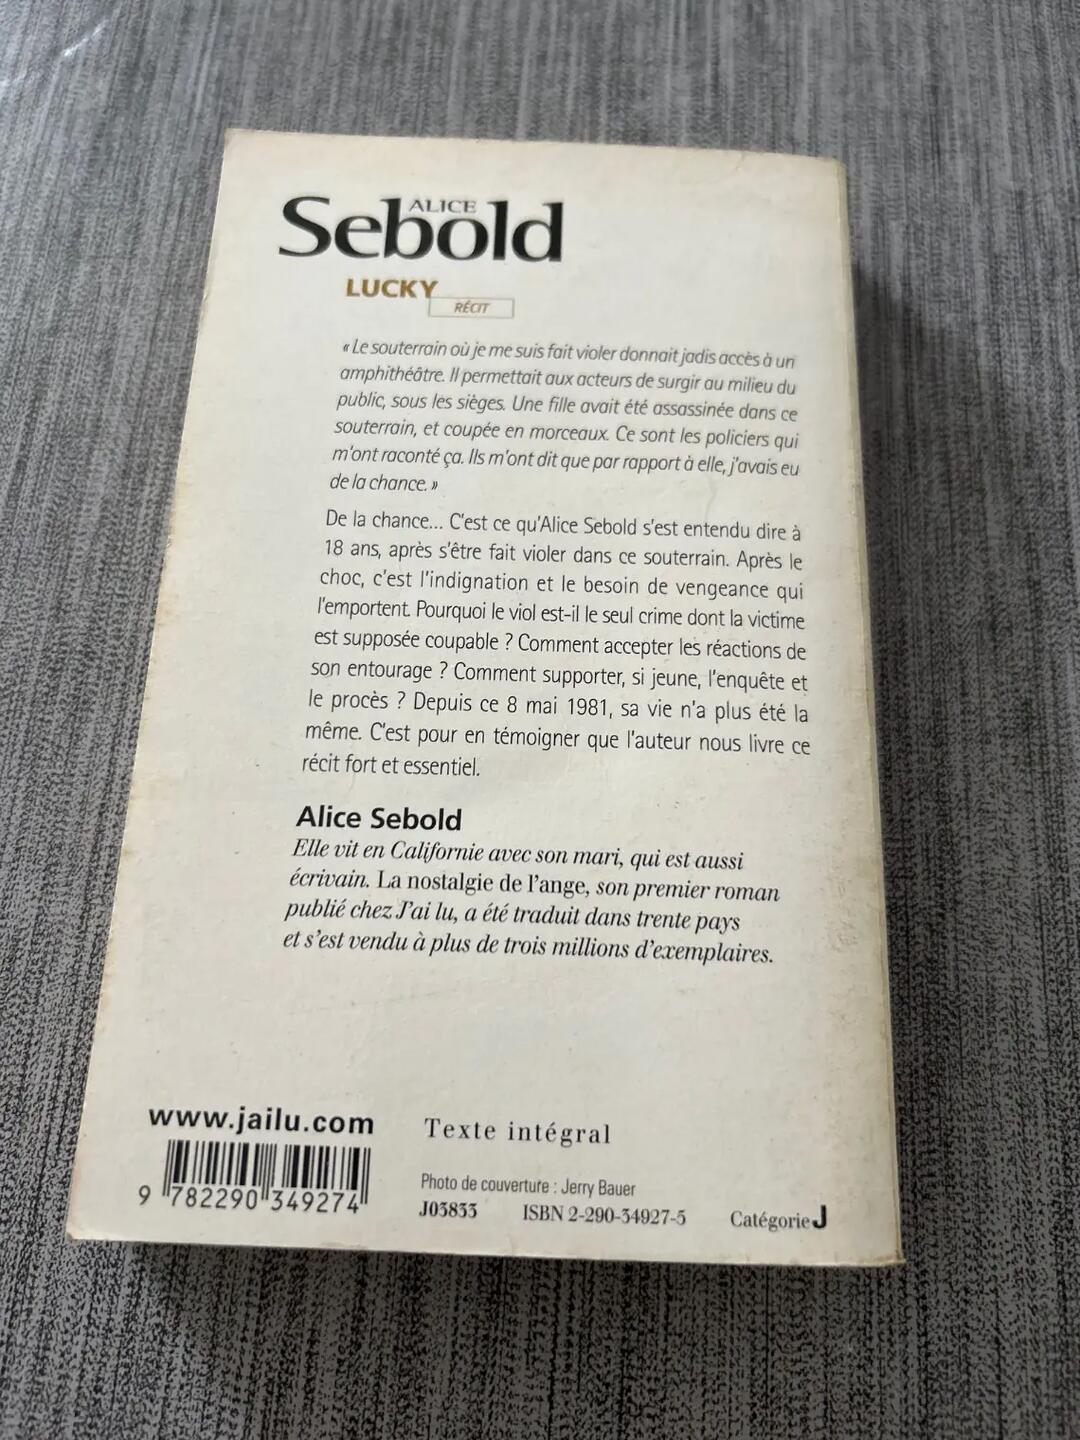 ALICE
Sebold
LUCKY
RÉCIT
« Le souterrain où je me suis fait violer donnait jadis accès à un
amphithéâtre. Il permettait aux acteurs de surgir au milieu du
public, sous les sièges. Une fille avait été assassinée dans ce
souterrain, et coupée en morceaux. Ce sont les policiers qui
m'ont raconté ça. Ils m'ont dit que par rapport à elle, j'avais eu
de la chance. »
De la chance... C'est ce qu'Alice Sebold s'est entendu dire à
18 ans, après s'être fait violer dans ce souterrain. Après le
choc, c'est l'indignation et le besoin de vengeance qui
l'emportent. Pourquoi le viol est-il le seul crime dont la victime
est supposée coupable ? Comment accepter les réactions de
son entourage ? Comment supporter, si jeune, l'enquête et
le procès ? Depuis ce 8 mai 1981, sa vie n'a plus été la
même. C'est pour en témoigner que l'auteur nous livre ce
récit fort et essentiel.
Alice Sebold
Elle vit en Californie avec son mari, qui est aussi
écrivain. La nostalgie de l'ange, son premier roman
publié chez J'ai lu, a été traduit dans trente pays
et s'est vendu à plus de trois millions d'exemplaires.
www.jailu.com
Texte intégral
9 782290 349274
Photo de couverture : Jerry Bauer
J03833 ISBN 2-290-34927-5 Catégorie J